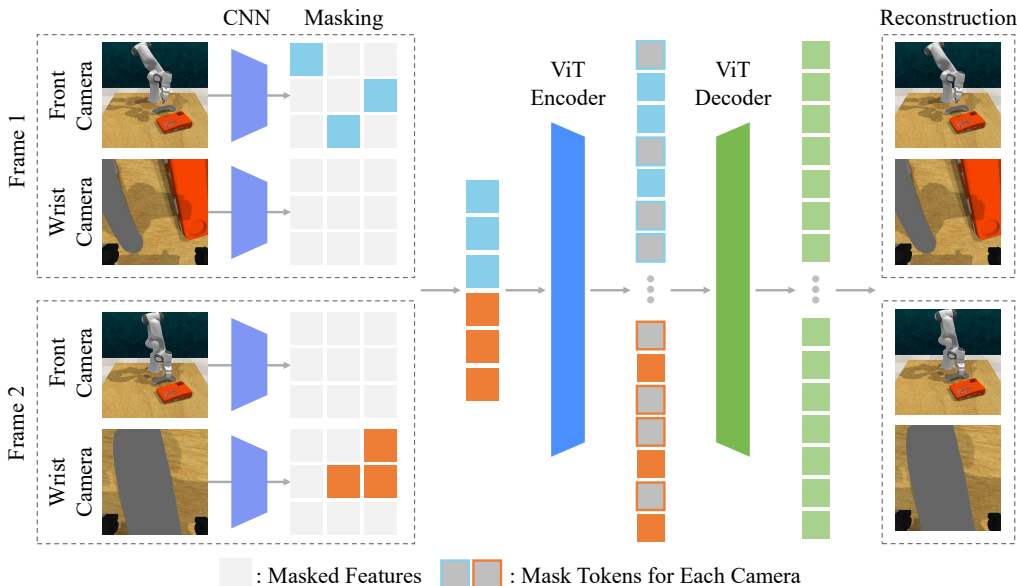 CNN
Masking
Reconstruction
Frame 1
Front
Camera
Wrist
Camera
ViT
Encoder
ViT
Decoder
Frame 2
Front
Camera
Wrist
Camera
: Masked Features
: Mask Tokens for Each Camera